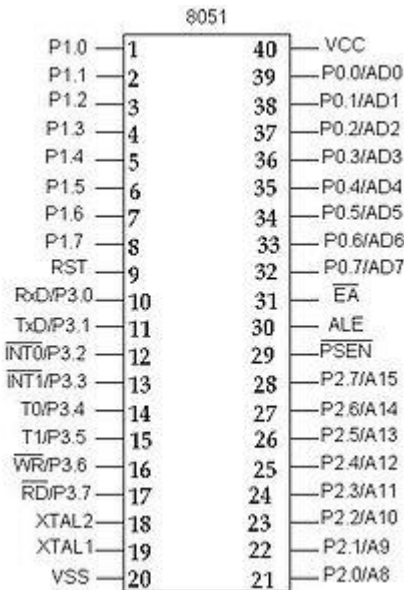 8051
P1.0 1 40 VCC
P1.1 2 39 P0.0/AD0
P1.2 3 38 P0.1/AD1
P1.3 4 37 P0.2/AD2
P1.4 5 36 P0.3/AD3
P1.5 6 35 P0.4/AD4
P1.6 7 34 P0.5/AD5
P1.7 8 33 P0.6/AD6
RST 9 32 P0.7/AD7
RxD/P3.0 10 31 E̅A̅
TxD/P3.1 11 30 ALE
I̅N̅T̅0̅/P3.2 12 29 P̅S̅E̅N̅
I̅N̅T̅1̅/P3.3 13 28 P2.7/A15
T0/P3.4 14 27 P2.6/A14
T1/P3.5 15 26 P2.5/A13
W̅R̅/P3.6 16 25 P2.4/A12
R̅D̅/P3.7 17 24 P2.3/A11
XTAL2 18 23 P2.2/A10
XTAL1 19 22 P2.1/A9
VSS 20 21 P2.0/A8